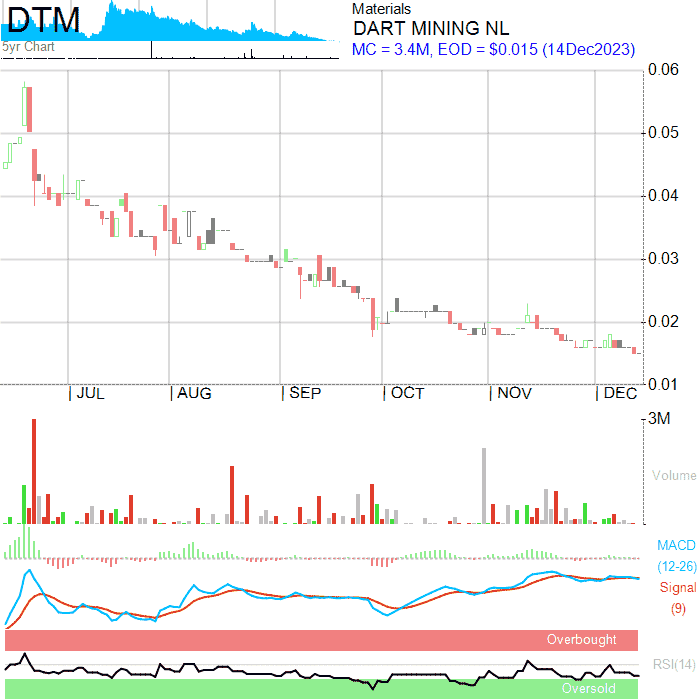 DTM
5yr Chart
Materials
DART MINING NL
MC = 3.4M, EOD = $0.015 (14Dec2023)
0.06
0.05
0.04
0.03
0.02
0.01
JUL AUG SEP OCT NOV DEC
3M
Volume
MACD
(12-26)
Signal
(9)
Overbought
RSI(14)
Oversold